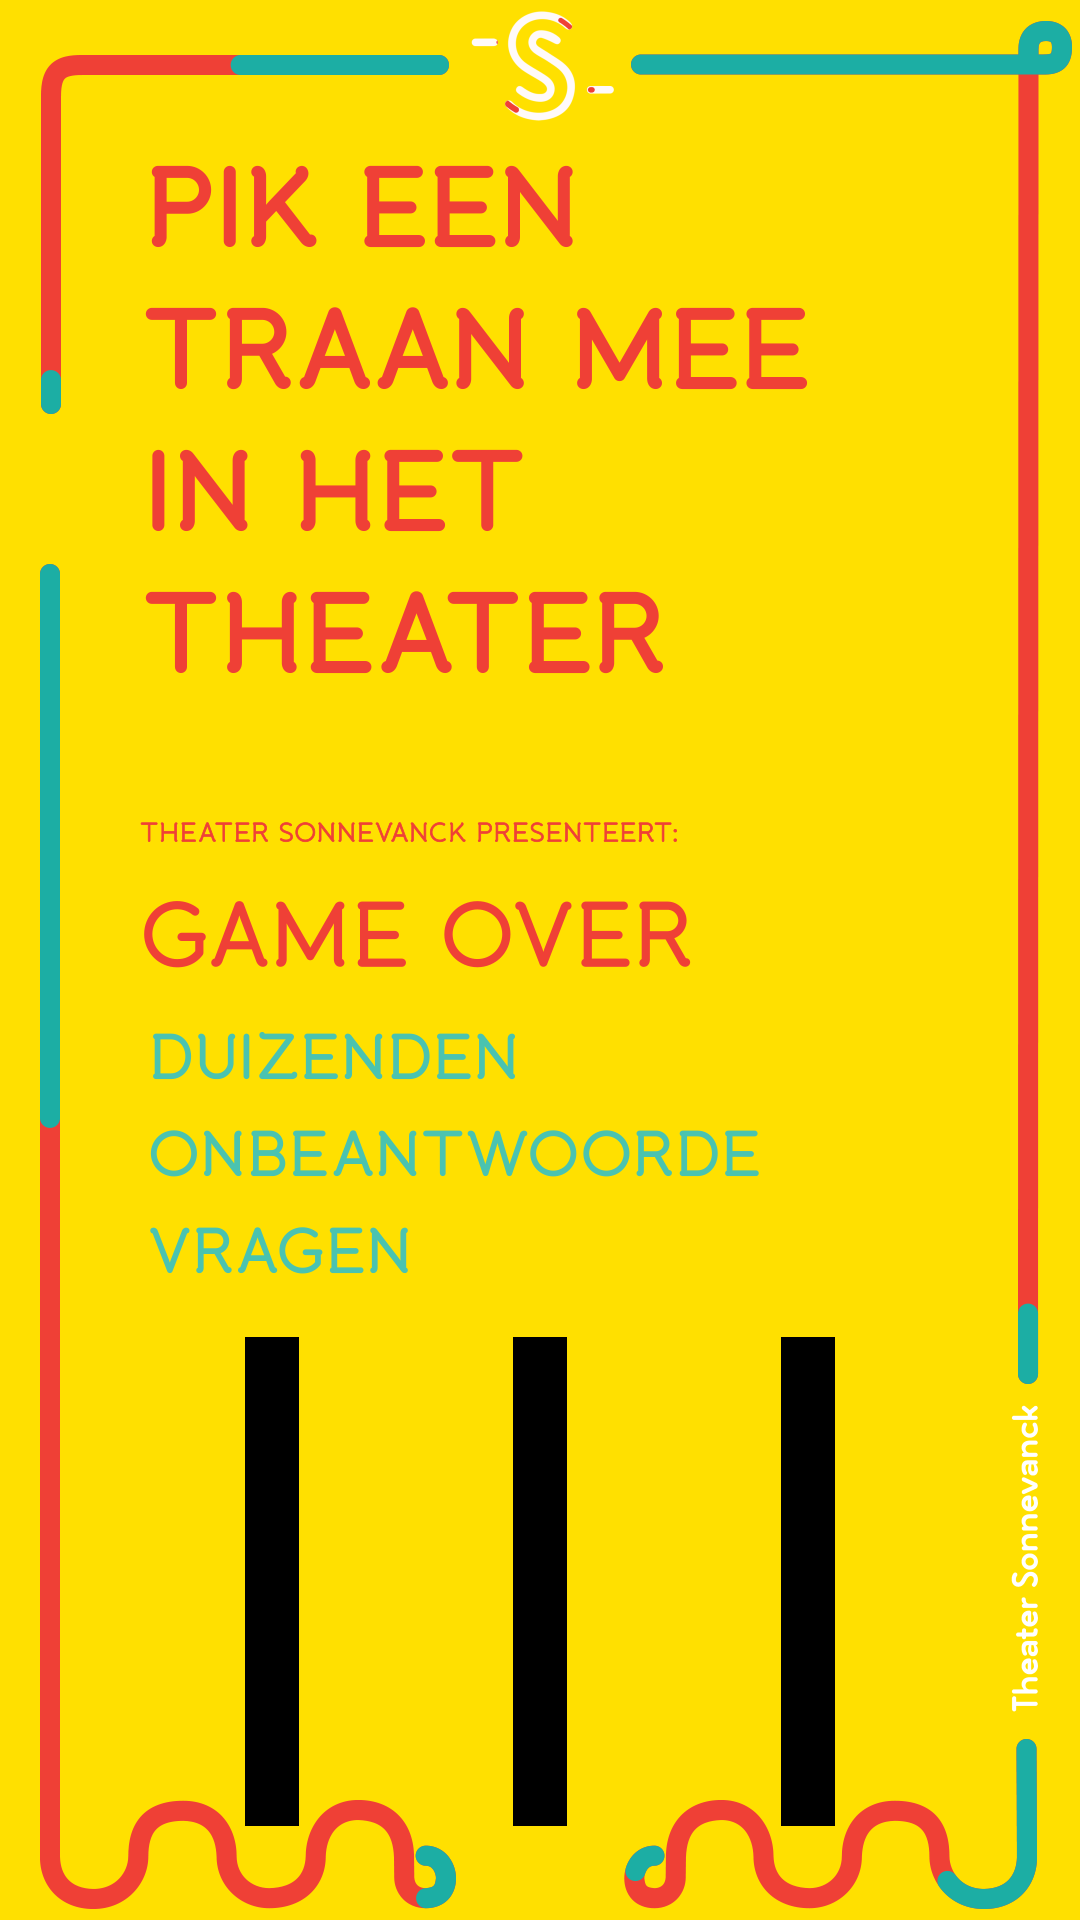 S
PIK EEN
TRAAN MEE
IN HET
THEATER
THEATER SONNEVANCK PRESENTEERT:
GAME OVER
DUIZENDEN
ONBEANTWOORDE
VRAGEN
Theater Sonnevanck